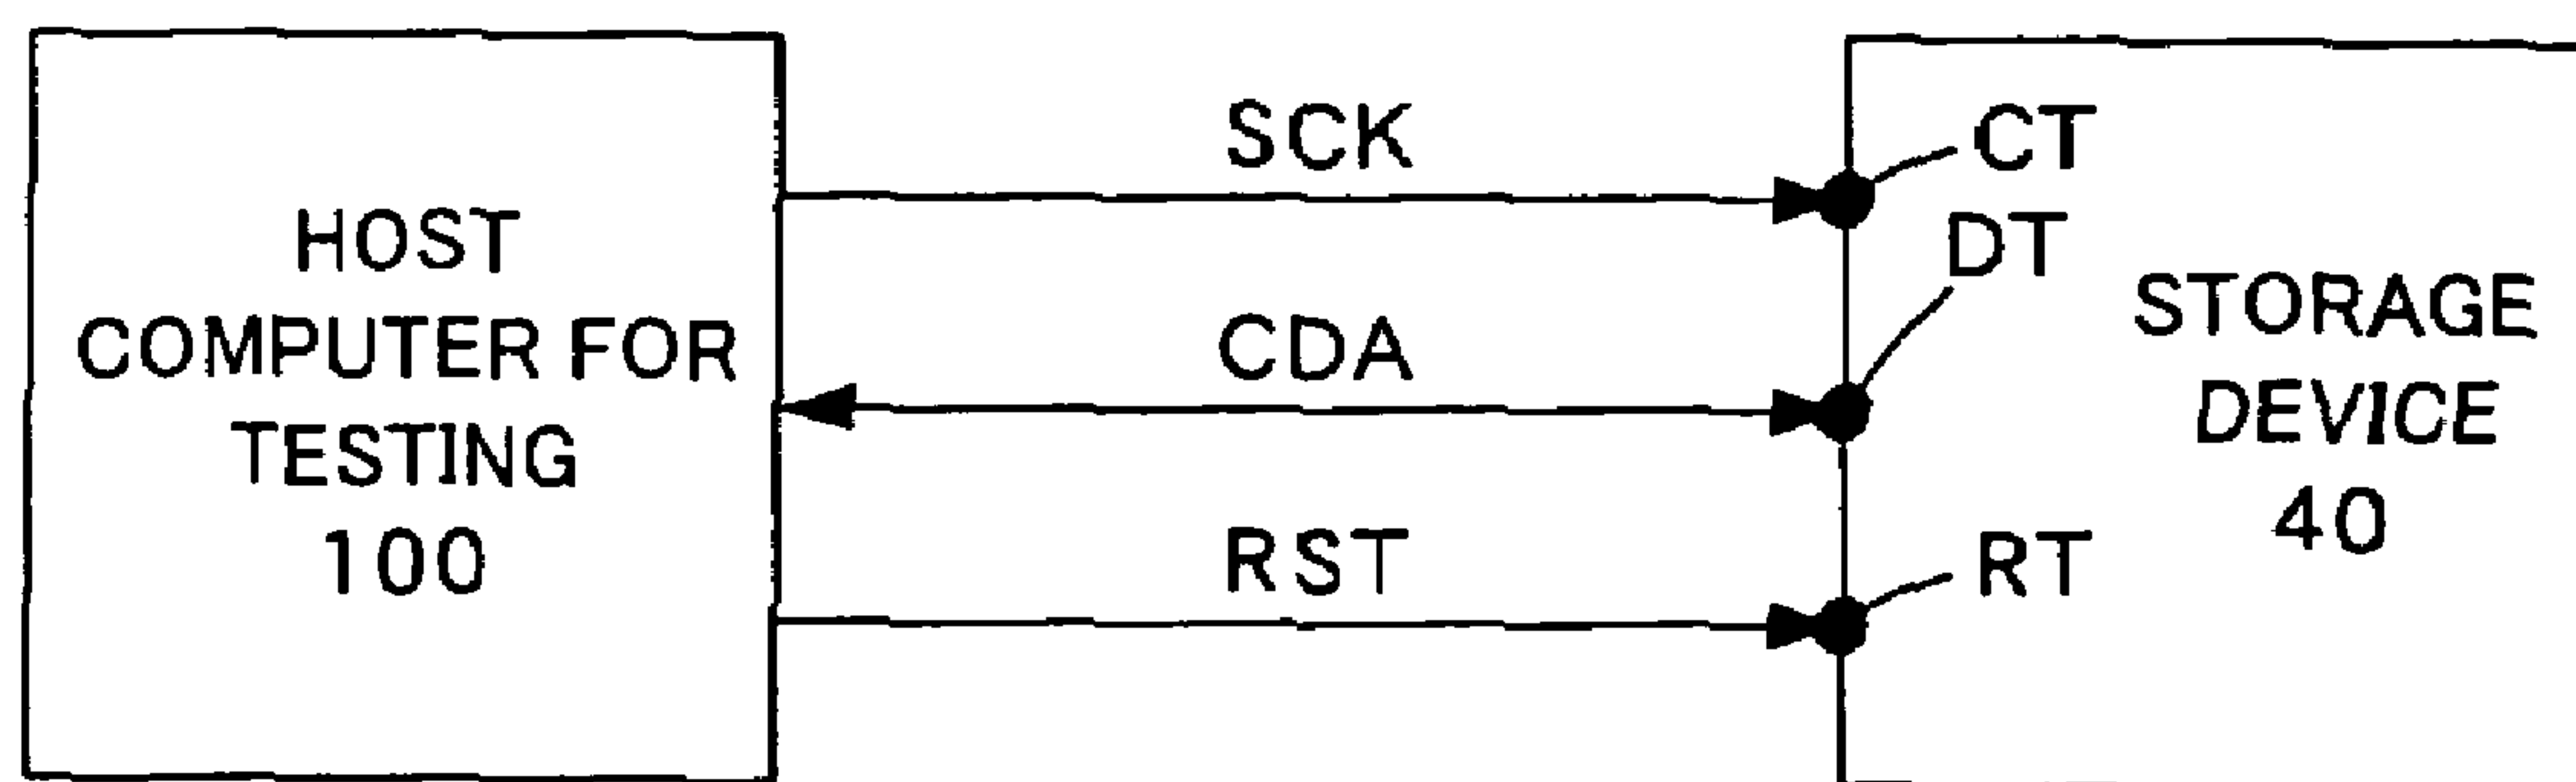 HOST
COMPUTER FOR
TESTING
100
SCK
CDA
RST
CT
DT
RT
STORAGE
DEVICE
40